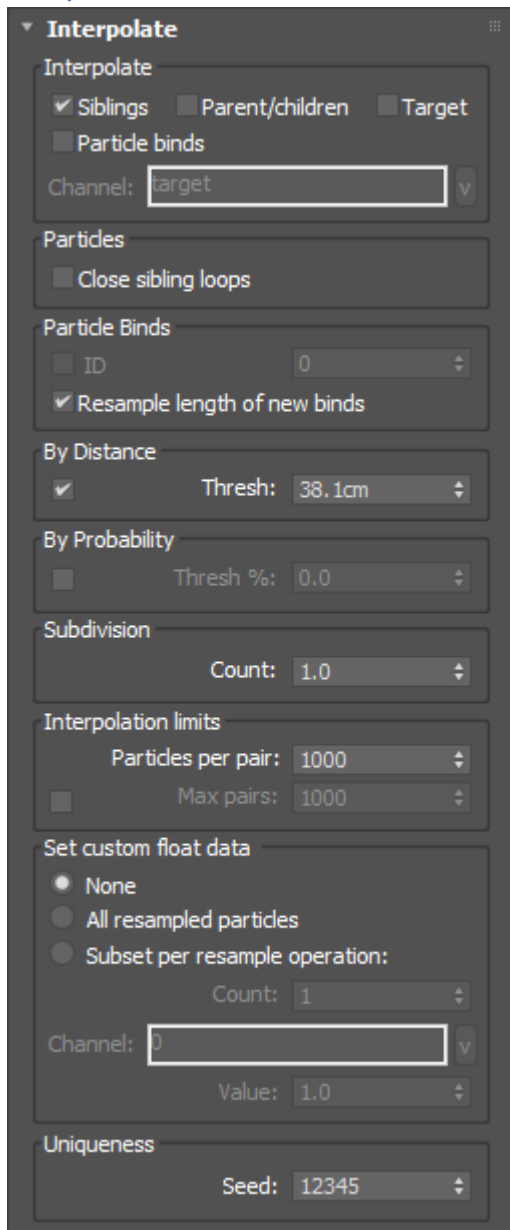 Interpolate
Interpolate
Siblings Parent/children Target
Particle binds
Channel: target v
Particles
Close sibling loops
Particle Binds
ID 0
Resample length of new binds
By Distance
Thresh: 38.1cm
By Probability
Thresh %: 0.0
Subdivision
Count: 1.0
Interpolation limits
Particles per pair: 1000
Max pairs: 1000
Set custom float data
None
All resampled particles
Subset per resample operation:
Count: 1
Channel: 0 v
Value: 1.0
Uniqueness
Seed: 12345